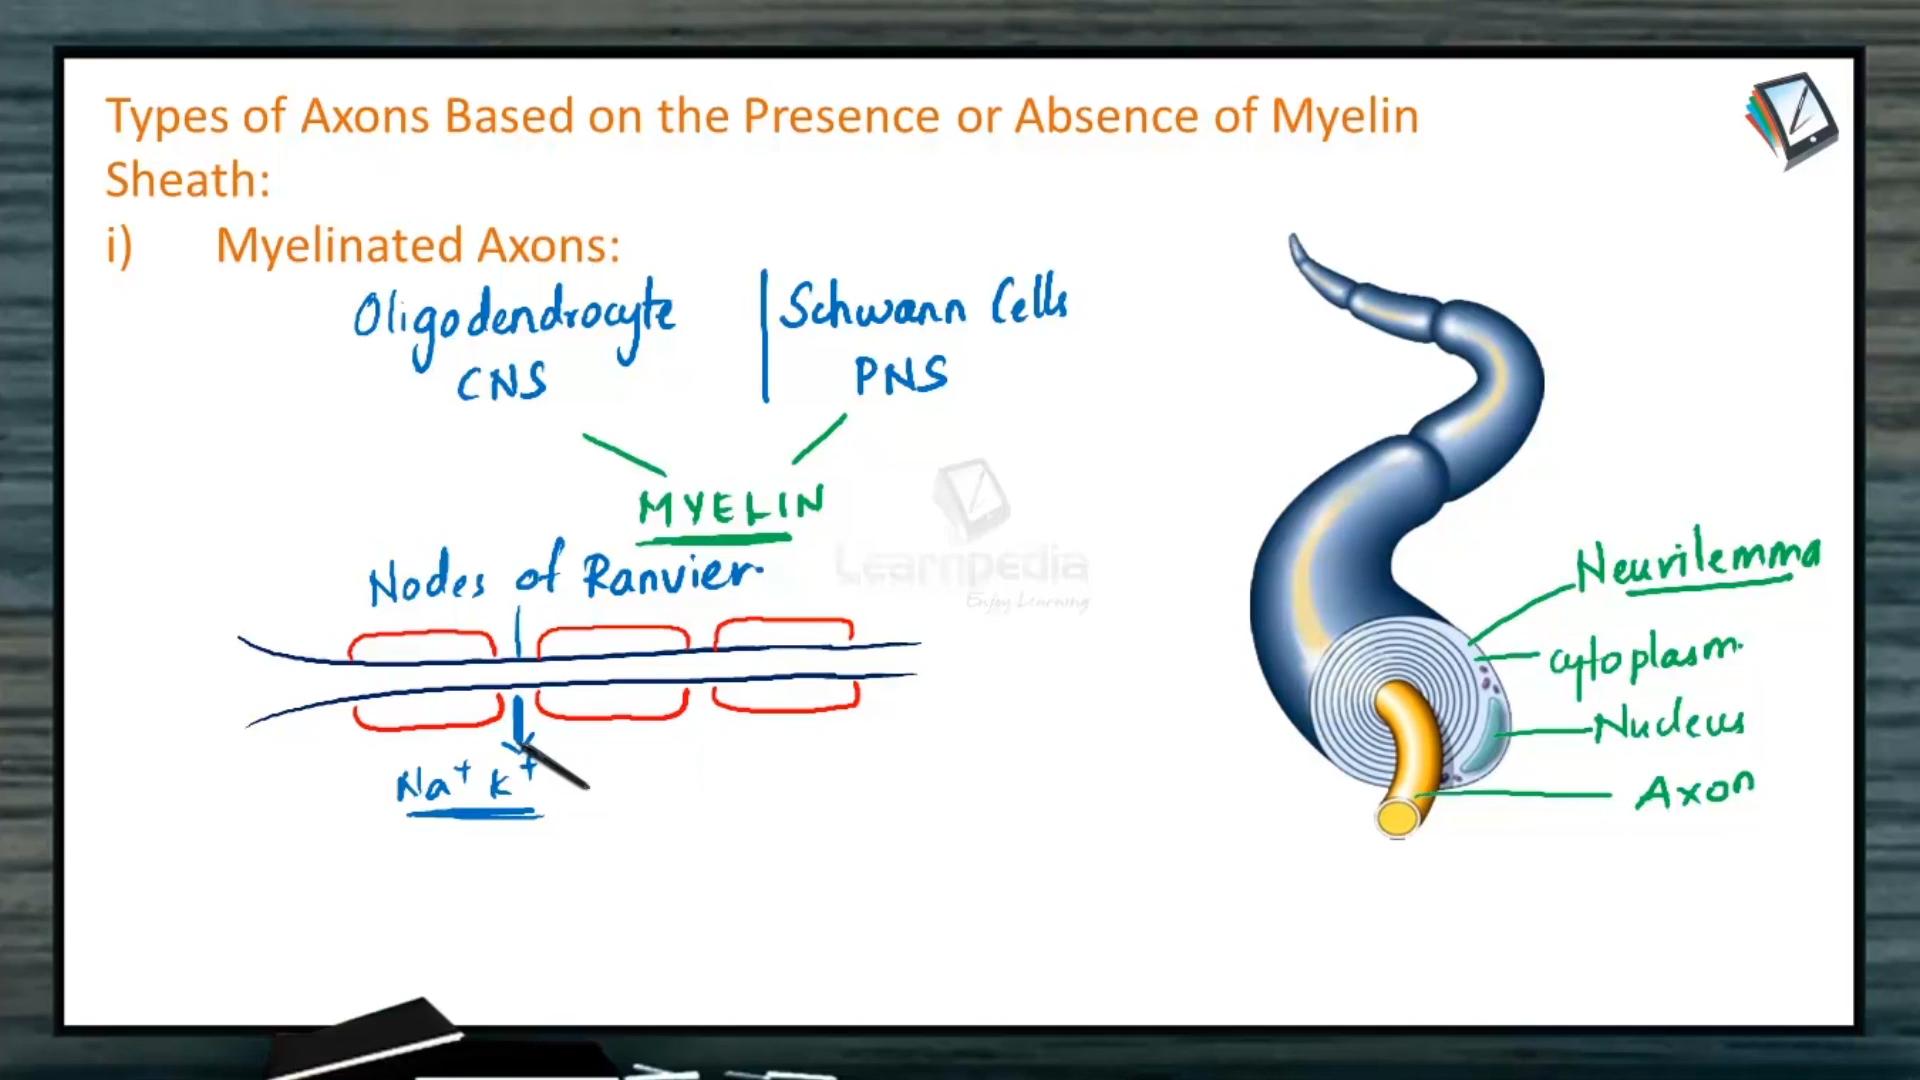 Types of Axons Based on the Presence or Absence of Myelin
Sheath:
i) Myelinated Axons:
Oligodendrocyte | Schwann Cells
CNS PNS
MYELIN
Nodes of Ranvier
Na+ K+
Neurilemma
Cytoplasm
Nucleus
Axon
Learnpedia
Enjoy Learning